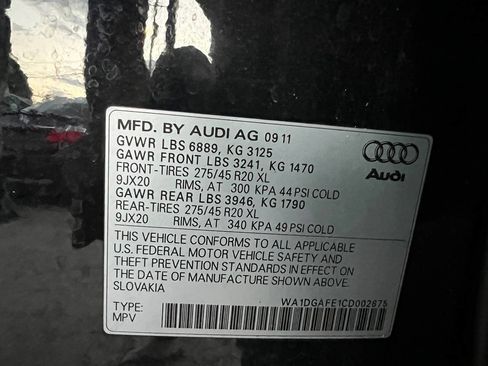 MFD. BY AUDI AG 09 11
GVWR LBS 6889, KG 3125
GAWR FRONT LBS 3241, KG 1470
FRONT-TIRES 275/45 R20 XL
9JX20 RIMS, AT 300 KPA 44 PSI COLD
GAWR REAR LBS 3946, KG 1790
REAR-TIRES 275/45 R20 XL
9JX20 RIMS, AT 340 KPA 49 PSI COLD
Audi
THIS VEHICLE CONFORMS TO ALL APPLICABLE
U.S. FEDERAL MOTOR VEHICLE SAFETY AND
THEFT PREVENTION STANDARDS IN EFFECT ON
THE DATE OF MANUFACTURE SHOWN ABOVE
SLOVAKIA
TYPE: WA1DGAFE1CD002675
MPV